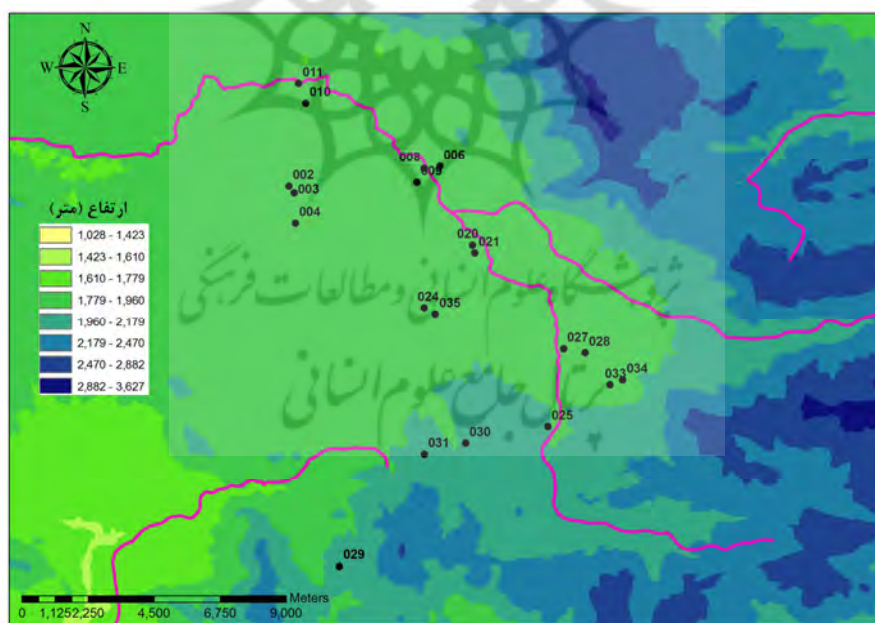 N
W E
S
011
010
008 006
009
002
003
004
020
021
024
035
027
028
033
034
025
030
031
029
ارتفاع (متر)
1,028 - 1,423
1,423 - 1,610
1,610 - 1,779
1,779 - 1,960
1,960 - 2,179
2,179 - 2,470
2,470 - 2,882
2,882 - 3,627
پژوهشگاه علوم انسانی و مطالعات فرهنگی
پرتال جامع علوم انسانی
Meters
0 1,125 2,250 4,500 6,750 9,000